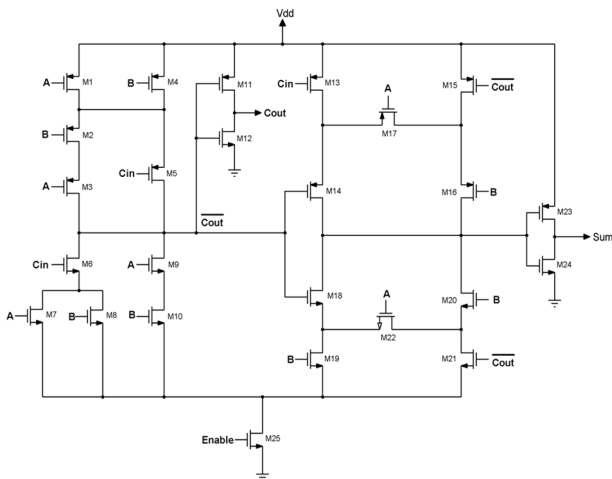 Vdd
A M1 B M4 M11 Cin M13 A M15 Cout
Cout
B M2 M12 M17
Cin M5
A M3 M14 M16 B
Cout M23
Sum
Cin M6 A M9 M24
M18 A M20 B
A M7 B M8 B M10
M22
B M19 M21 Cout
Enable M25